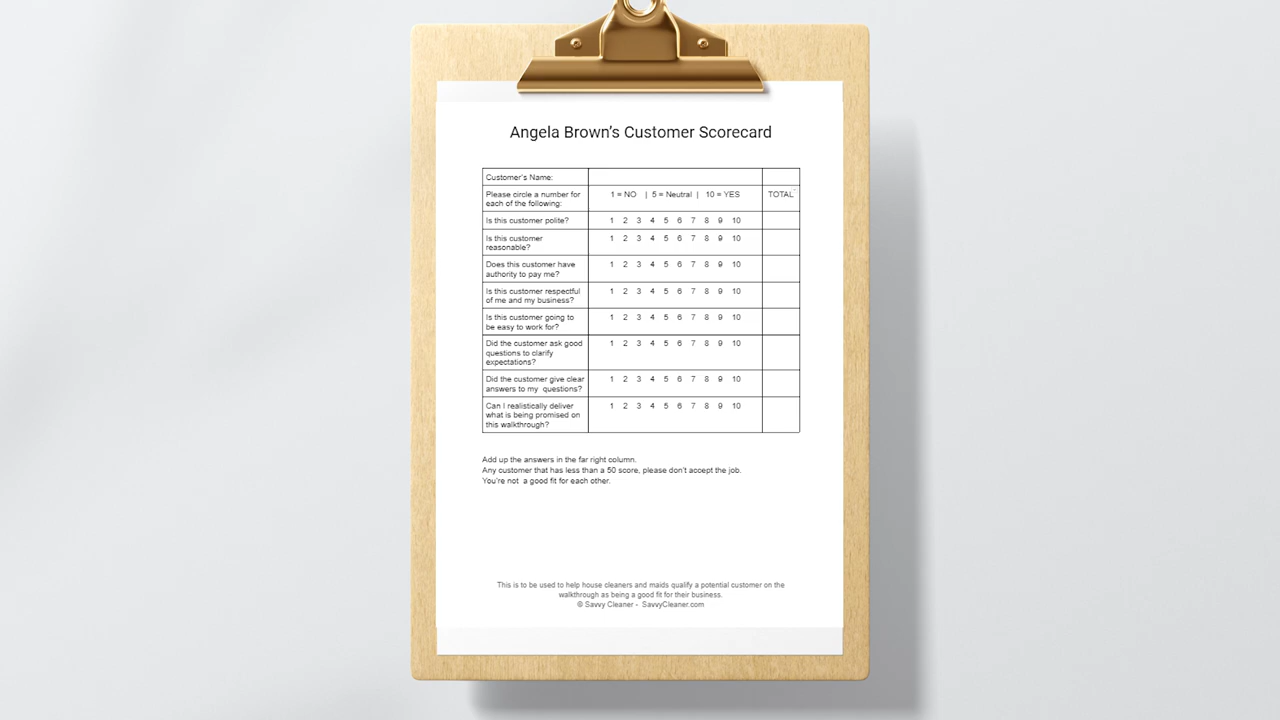 Angela Brown's Customer Scorecard
Customer's Name:
Please circle a number for
each of the following:
1 = NO | 5 = Neutral | 10 = YES
TOTAL
Is this customer polite?
1 2 3 4 5 6 7 8 9 10
Is this customer
reasonable?
1 2 3 4 5 6 7 8 9 10
Does this customer have
authority to pay me?
1 2 3 4 5 6 7 8 9 10
Is this customer respectful
of me and my business?
1 2 3 4 5 6 7 8 9 10
Is this customer going to
be easy to work for?
1 2 3 4 5 6 7 8 9 10
Did the customer ask good
questions to clarify
expectations?
1 2 3 4 5 6 7 8 9 10
Did the customer give clear
answers to my questions?
1 2 3 4 5 6 7 8 9 10
Can I realistically deliver
what is being promised on
this walkthrough?
1 2 3 4 5 6 7 8 9 10
Add up the answers in the far right column.
Any customer that has less than a 50 score, please don't accept the job.
You're not a good fit for each other.
This is to be used to help house cleaners and maids qualify a potential customer on the
walkthrough as being a good fit for their business.
© Savvy Cleaner - SavvyCleaner.com